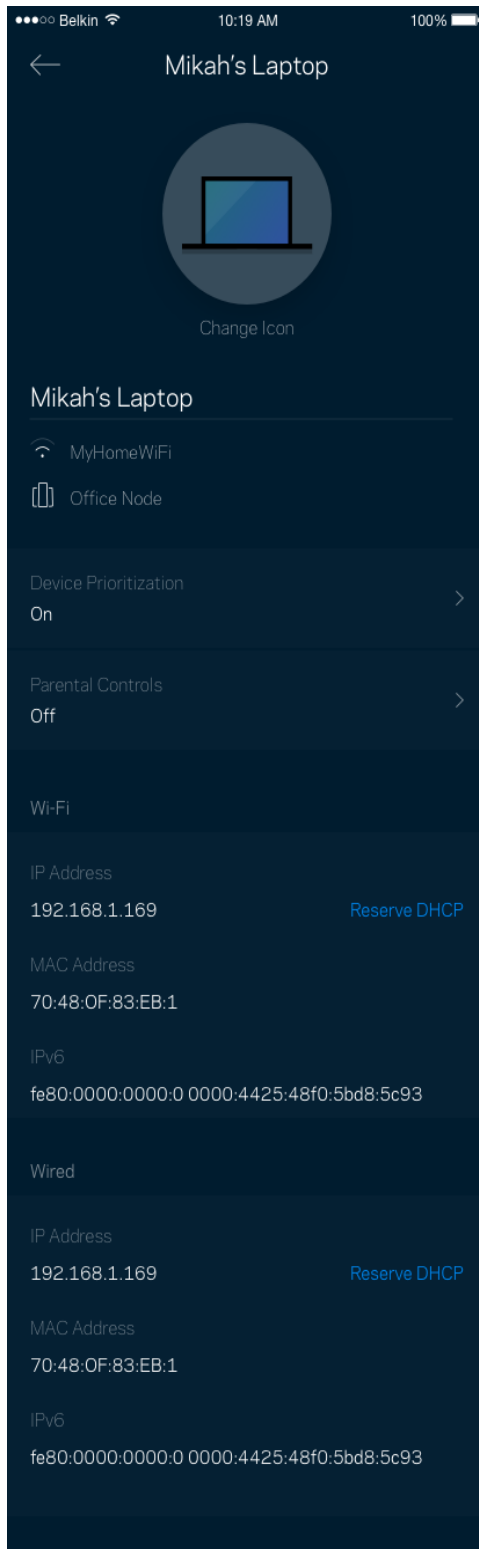 Belkin 10:19 AM 100%
Mikah's Laptop
Change Icon
Mikah's Laptop
MyHomeWiFi
Office Node
Device Prioritization
On
Parental Controls
Off
Wi-Fi
IP Address
192.168.1.169 Reserve DHCP
MAC Address
70:48:0F:83:EB:1
IPv6
fe80:0000:0000:0 0000:4425:48f0:5bd8:5c93
Wired
IP Address
192.168.1.169 Reserve DHCP
MAC Address
70:48:0F:83:EB:1
IPv6
fe80:0000:0000:0 0000:4425:48f0:5bd8:5c93